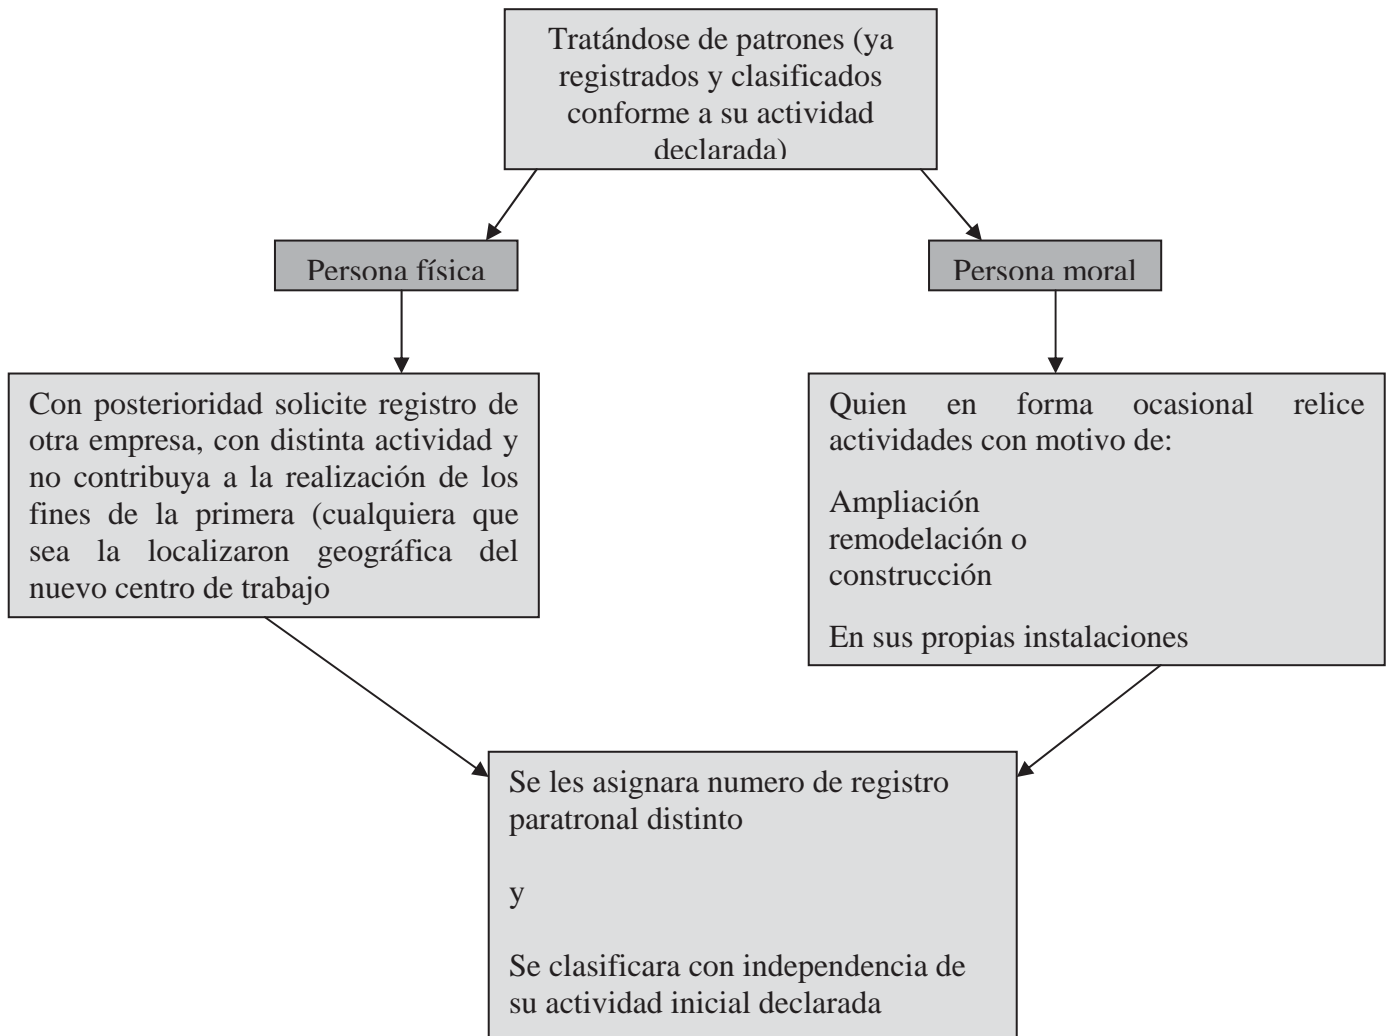 Tratándose de patrones (ya
registrados y clasificados
conforme a su actividad
declarada)
Persona física
Persona moral
Con posterioridad solicite registro de
otra empresa, con distinta actividad y
no contribuya a la realización de los
fines de la primera (cualquiera que
sea la localizaron geográfica del
nuevo centro de trabajo
Quien en forma ocasional relice
actividades con motivo de:
Ampliación
remodelación o
construcción
En sus propias instalaciones
Se les asignara numero de registro
paratronal distinto
y
Se clasificara con independencia de
su actividad inicial declarada